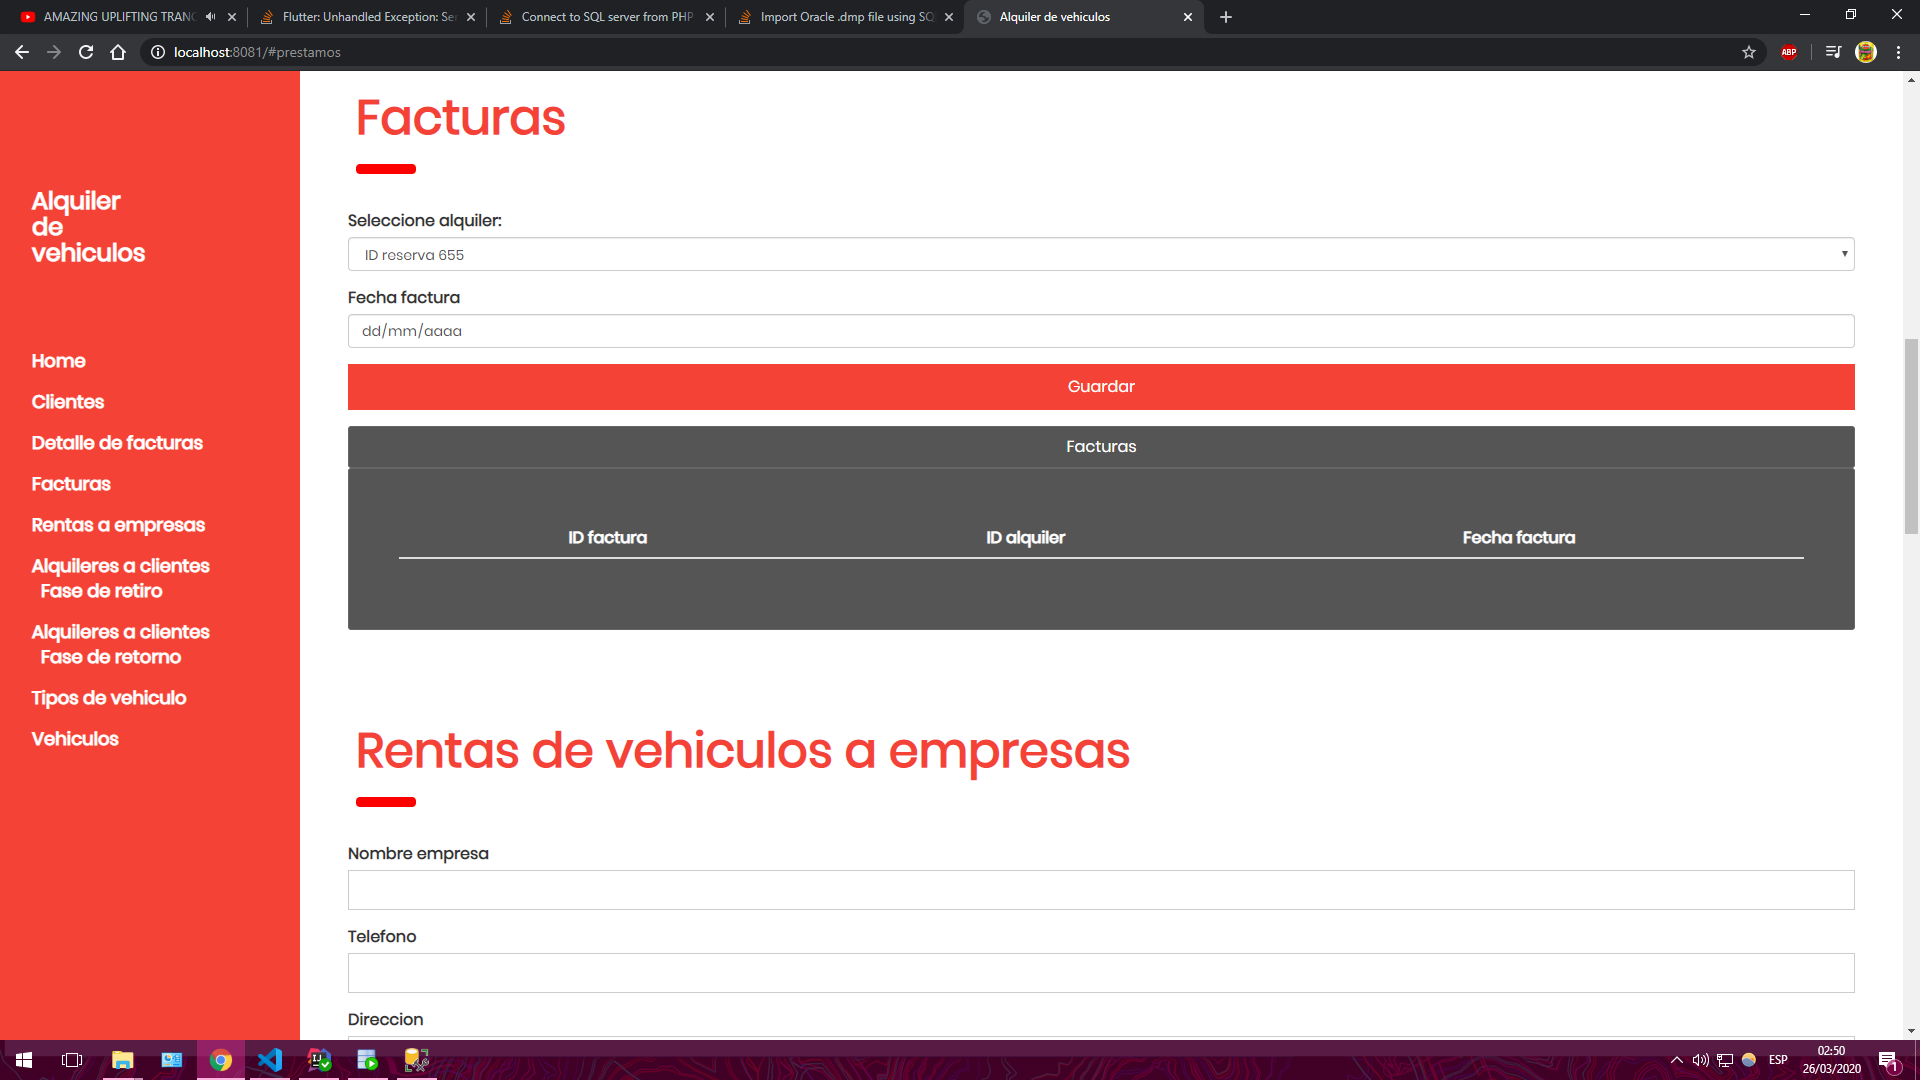 AMAZING UPLIFTING TRANC
Flutter: Unhandled Exception: Ser
Connect to SQL server from PHP
Import Oracle .dmp file using SQ
Alquiler de vehiculos
localhost:8081/#prestamos
ABP
Alquiler
de
vehiculos
Home
Clientes
Detalle de facturas
Facturas
Rentas a empresas
Alquileres a clientes
Fase de retiro
Alquileres a clientes
Fase de retorno
Tipos de vehiculo
Vehiculos
Facturas
Seleccione alquiler:
ID reserva 655
Fecha factura
dd/mm/aaaa
Guardar
Facturas
ID factura ID alquiler Fecha factura
Rentas de vehiculos a empresas
Nombre empresa
Telefono
Direccion
ESP
02:50
26/03/2020
1